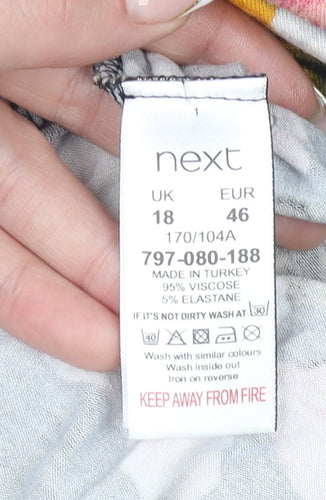 1
next
UK EUR
18 46
170/104A
797-080-188
MADE IN TURKEY
95% VISCOSE
5% ELASTANE
IF IT'S NOT DIRTY WASH AT 30
40
Wash with similar colours
Wash inside out
Iron on reverse
KEEP AWAY FROM FIRE